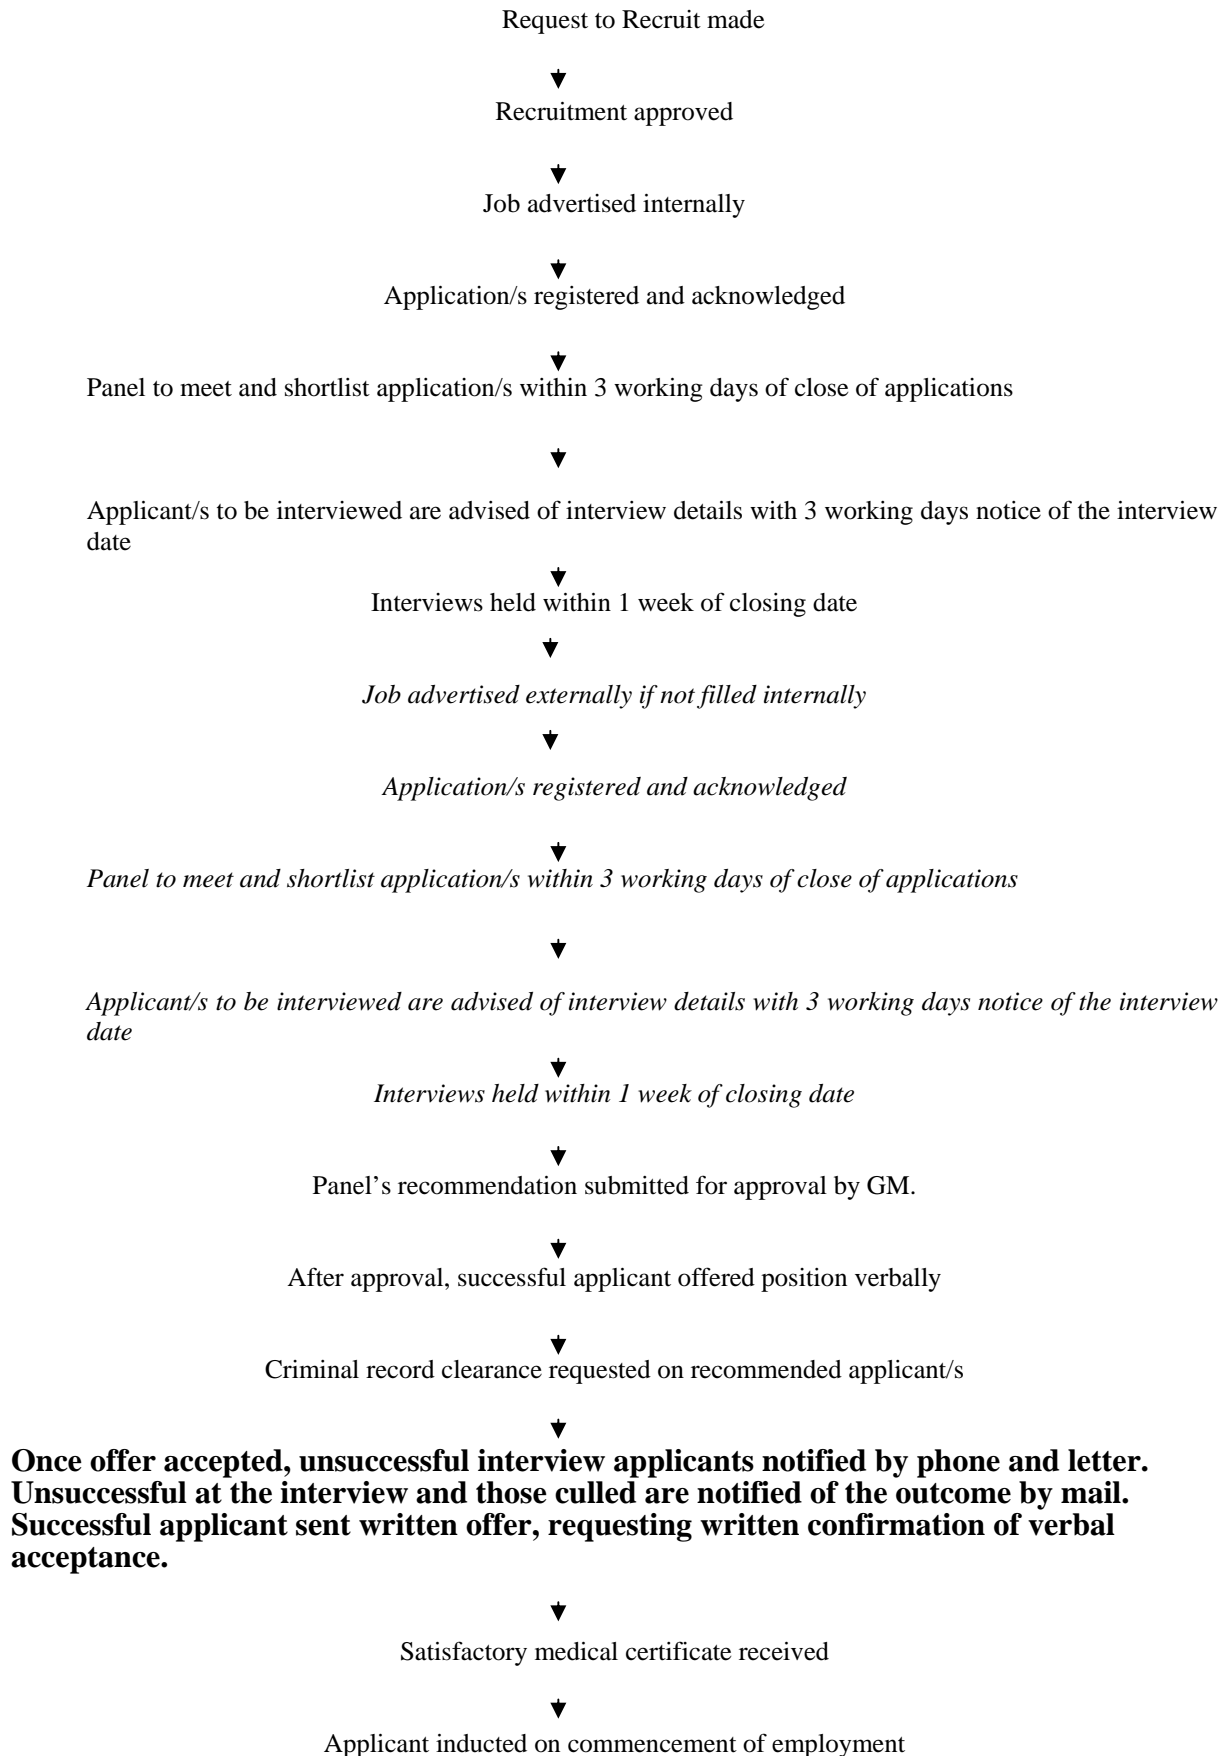 Request to Recruit made
Recruitment approved
Job advertised internally
Application/s registered and acknowledged
Panel to meet and shortlist application/s within 3 working days of close of applications
Applicant/s to be interviewed are advised of interview details with 3 working days notice of the interview
date
Interviews held within 1 week of closing date
Job advertised externally if not filled internally
Application/s registered and acknowledged
Panel to meet and shortlist application/s within 3 working days of close of applications
Applicant/s to be interviewed are advised of interview details with 3 working days notice of the interview
date
Interviews held within 1 week of closing date
Panel’s recommendation submitted for approval by GM.
After approval, successful applicant offered position verbally
Criminal record clearance requested on recommended applicant/s
Once offer accepted, unsuccessful interview applicants notified by phone and letter.
Unsuccessful at the interview and those culled are notified of the outcome by mail.
Successful applicant sent written offer, requesting written confirmation of verbal
acceptance.
Satisfactory medical certificate received
Applicant inducted on commencement of employment